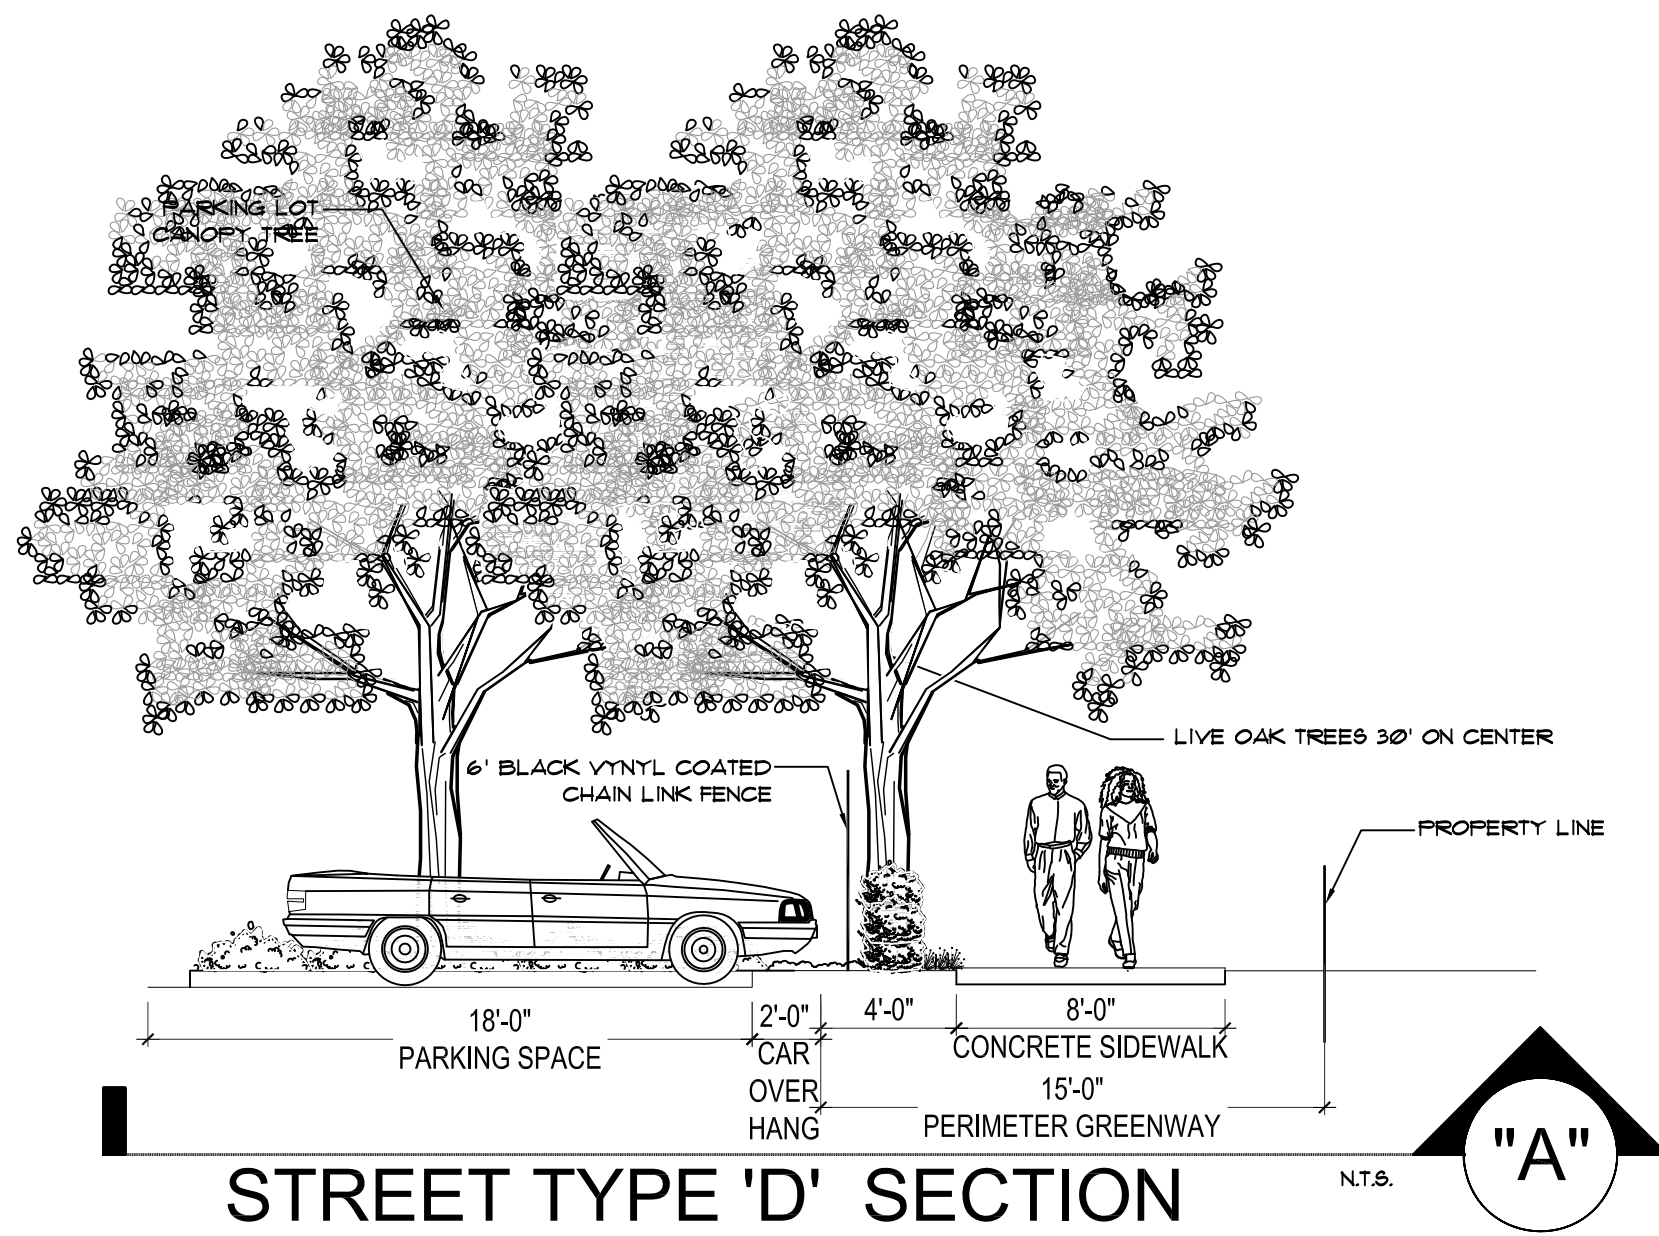 PARKING LOT
CANOPY TREE
LIVE OAK TREES 30' ON CENTER
6' BLACK VYNYL COATED
CHAIN LINK FENCE
PROPERTY LINE
18'-0"
PARKING SPACE
2'-0"
CAR
OVER
HANG
4'-0"
8'-0"
CONCRETE SIDEWALK
15'-0"
PERIMETER GREENWAY
STREET TYPE 'D' SECTION
N.T.S.
"A"